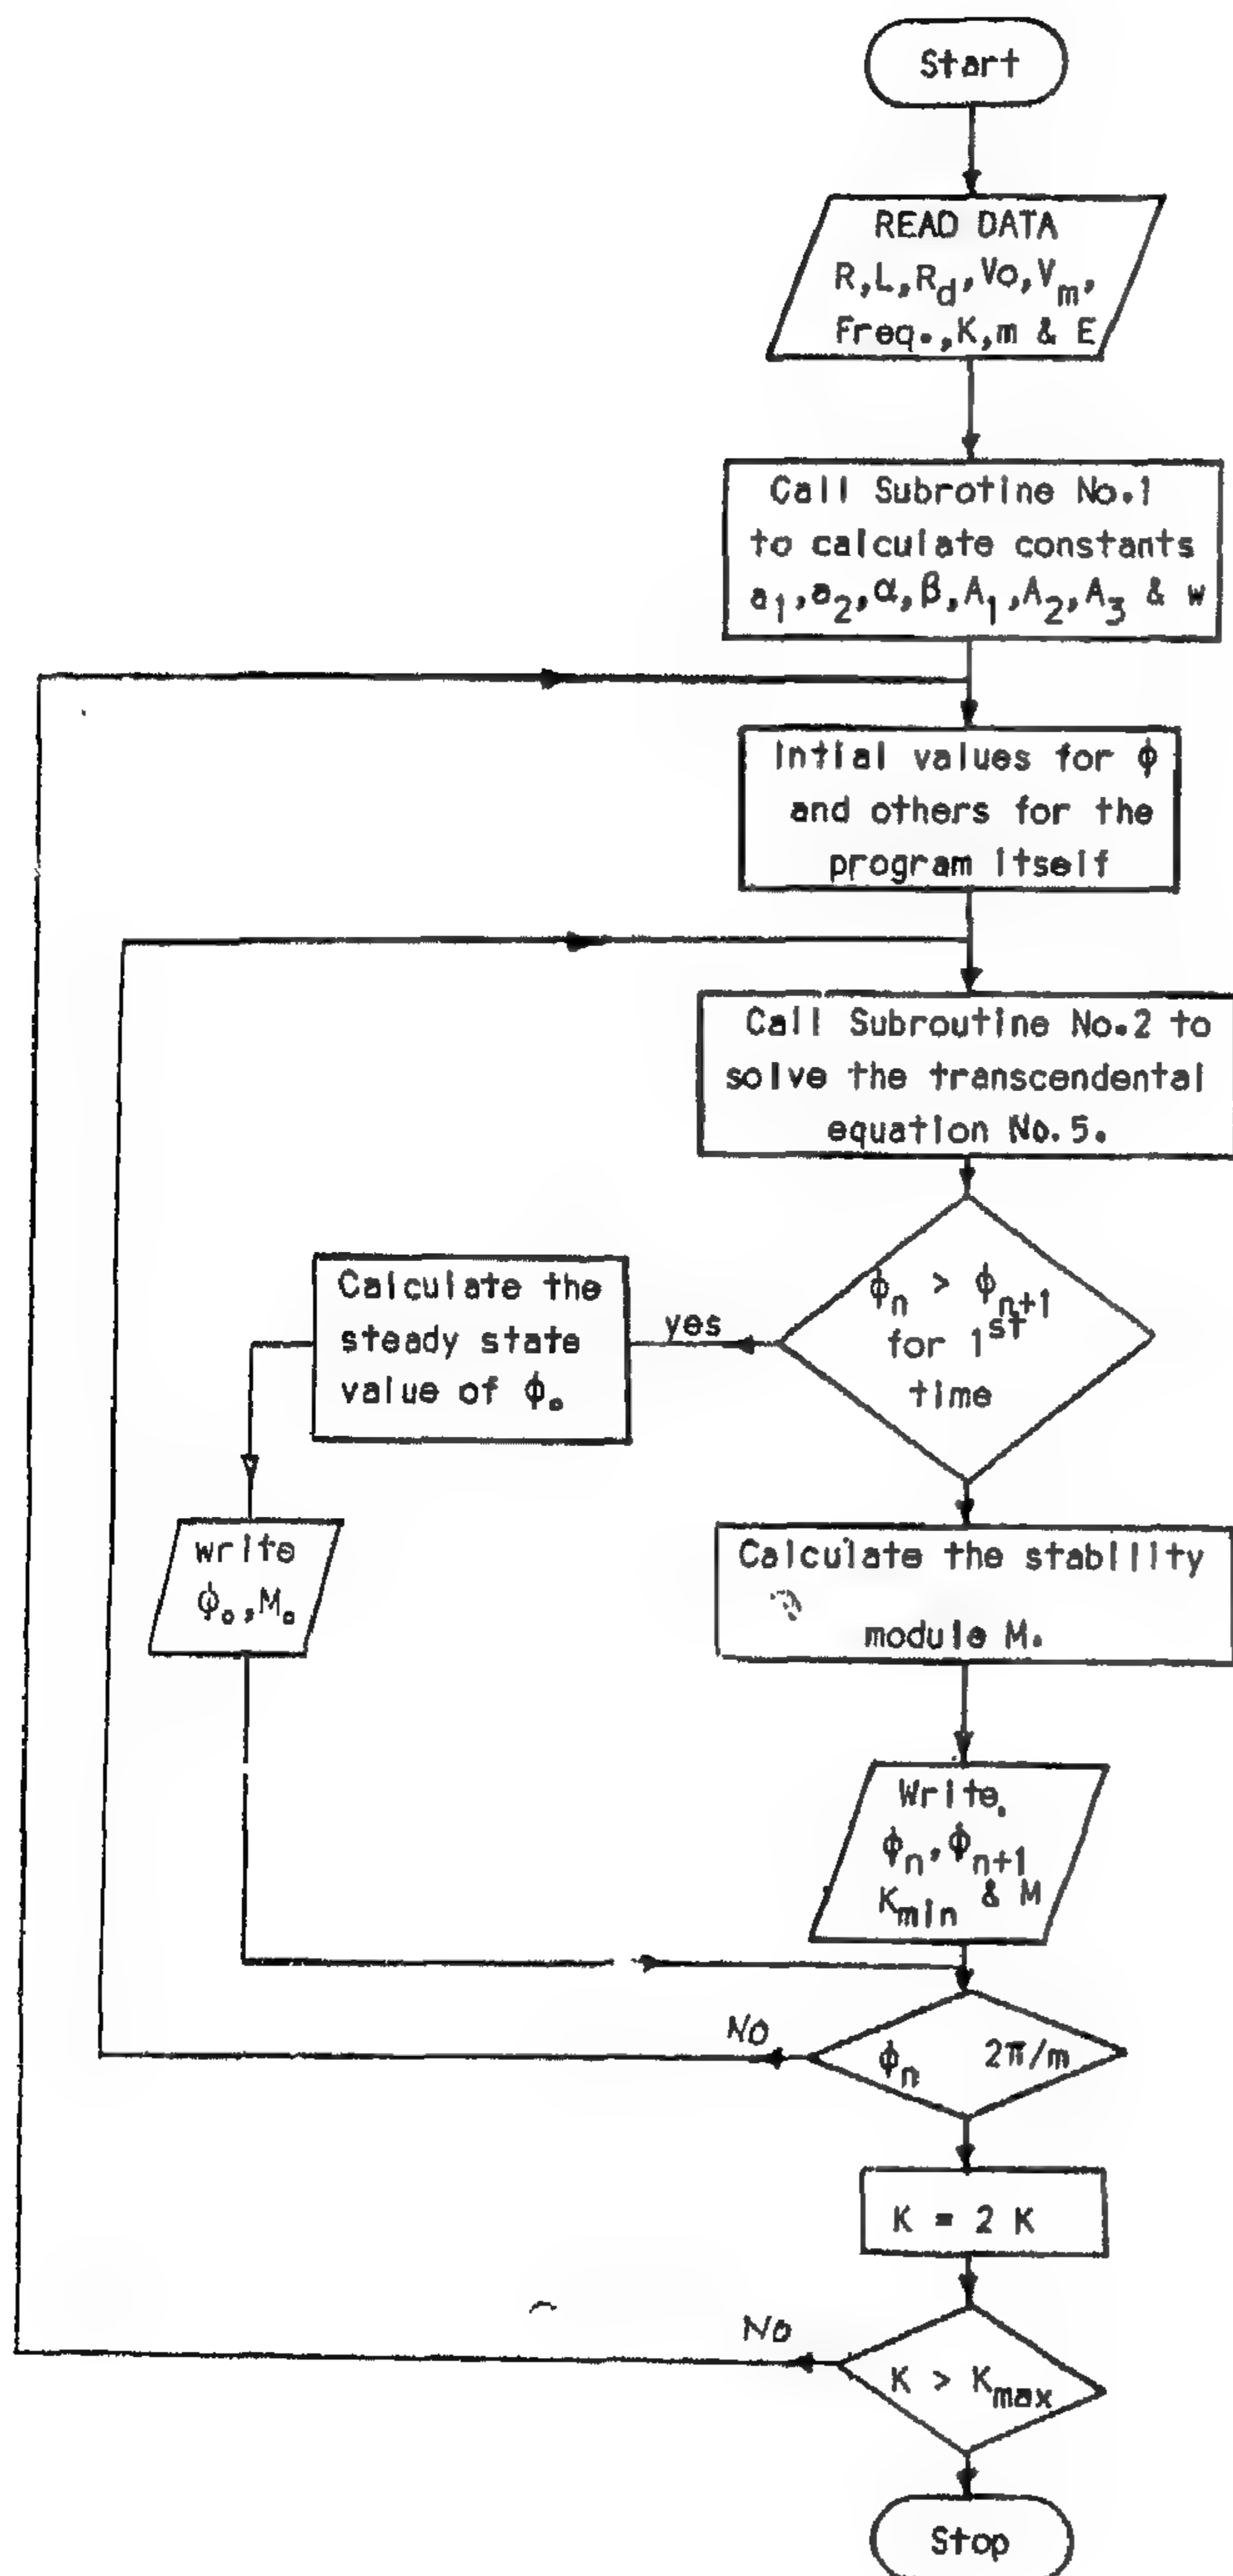 Start
READ DATA
R,L,R_d,Vo,V_m,
Freq.,K,m & E
Call Subrotine No.1
to calculate constants
a_1,a_2,α,β,A_1,A_2,A_3 & w
Intial values for ϕ
and others for the
program itself
Call Subroutine No.2 to
solve the transcendental
equation No.5.
ϕ_n > ϕ_{n+1}
for 1^st
time
yes
Calculate the
steady state
value of ϕ_o
write
ϕ_o,M_o
Calculate the stability
module M.
Write.
ϕ_n,ϕ_{n+1}
K_min & M
NO
ϕ_n 2π/m
K = 2 K
NO
K > K_max
Stop